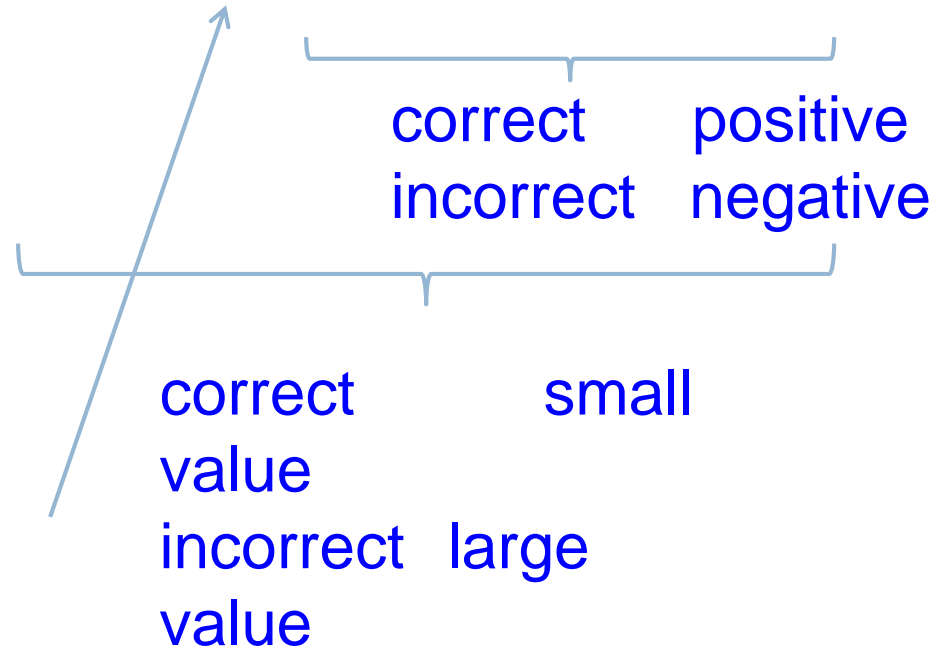 correct positive
incorrect negative
correct small
value
incorrect large
value